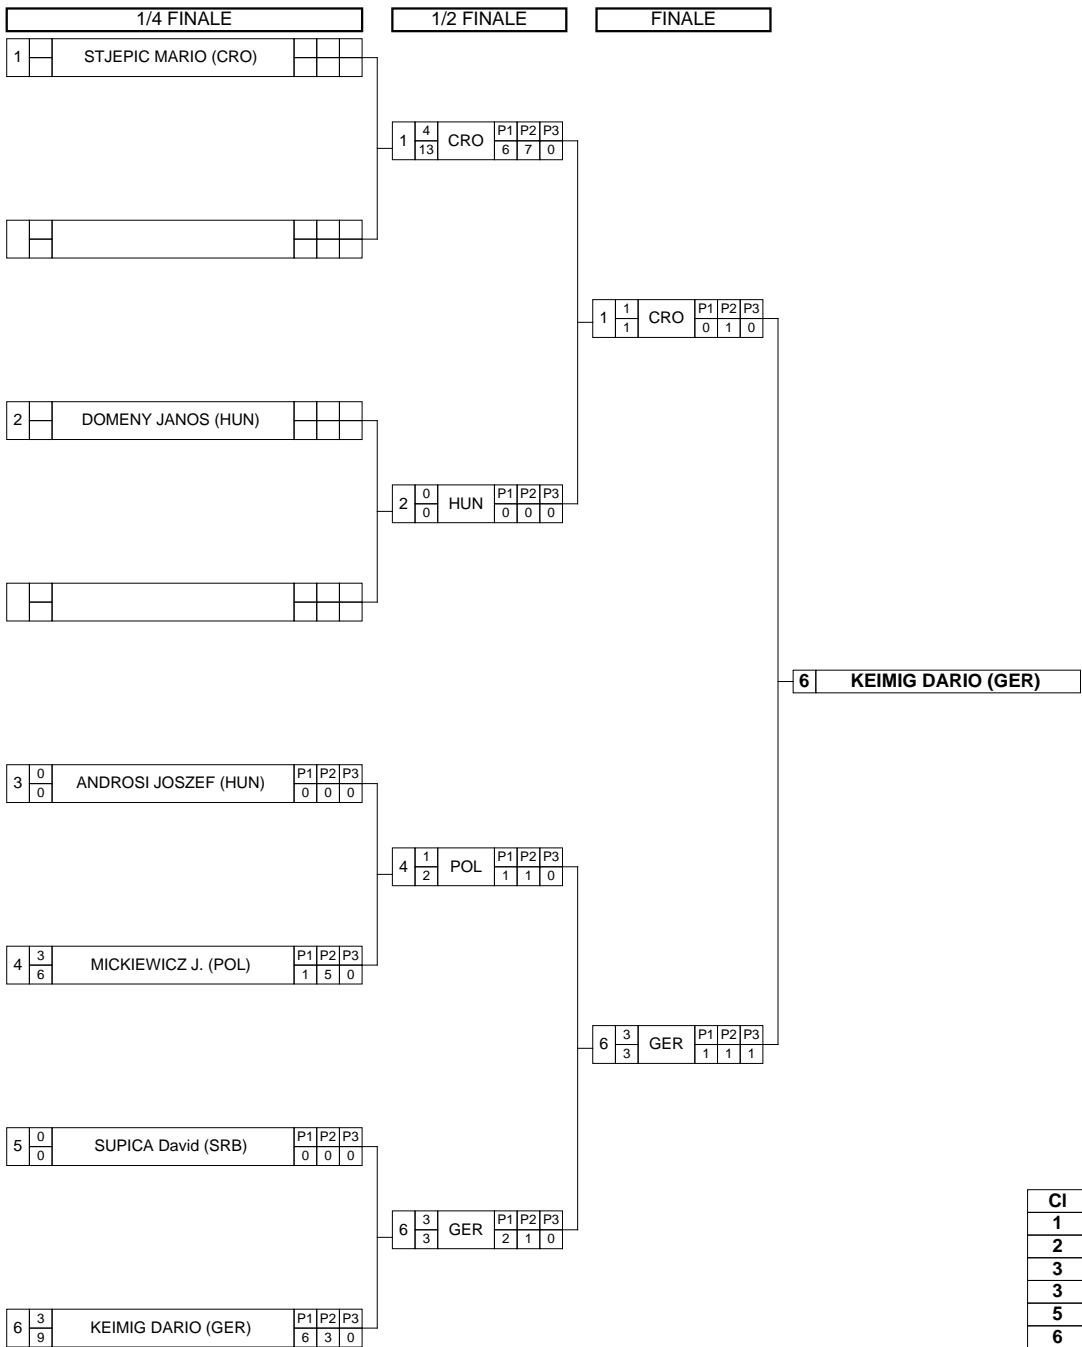 1/4 FINALE 1/2 FINALE FINALE
1 STJEPIC MARIO (CRO)
1 4 13 CRO P1 P2 P3 6 7 0
1 1 1 CRO P1 P2 P3 0 1 0
2 DOMENY JANOS (HUN)
2 0 0 HUN P1 P2 P3 0 0 0
6 KEIMIG DARIO (GER)
3 0 0 ANDROSI JOSZEF (HUN) P1 P2 P3 0 0 0
4 1 2 POL P1 P2 P3 1 1 0
4 3 6 MICKIEWICZ J. (POL) P1 P2 P3 1 5 0
6 3 3 GER P1 P2 P3 1 1 1
5 0 0 SUPICA David (SRB) P1 P2 P3 0 0 0
6 3 3 GER P1 P2 P3 2 1 0
6 3 9 KEIMIG DARIO (GER) P1 P2 P3 6 3 0
Cl
1
2
3
3
5
6